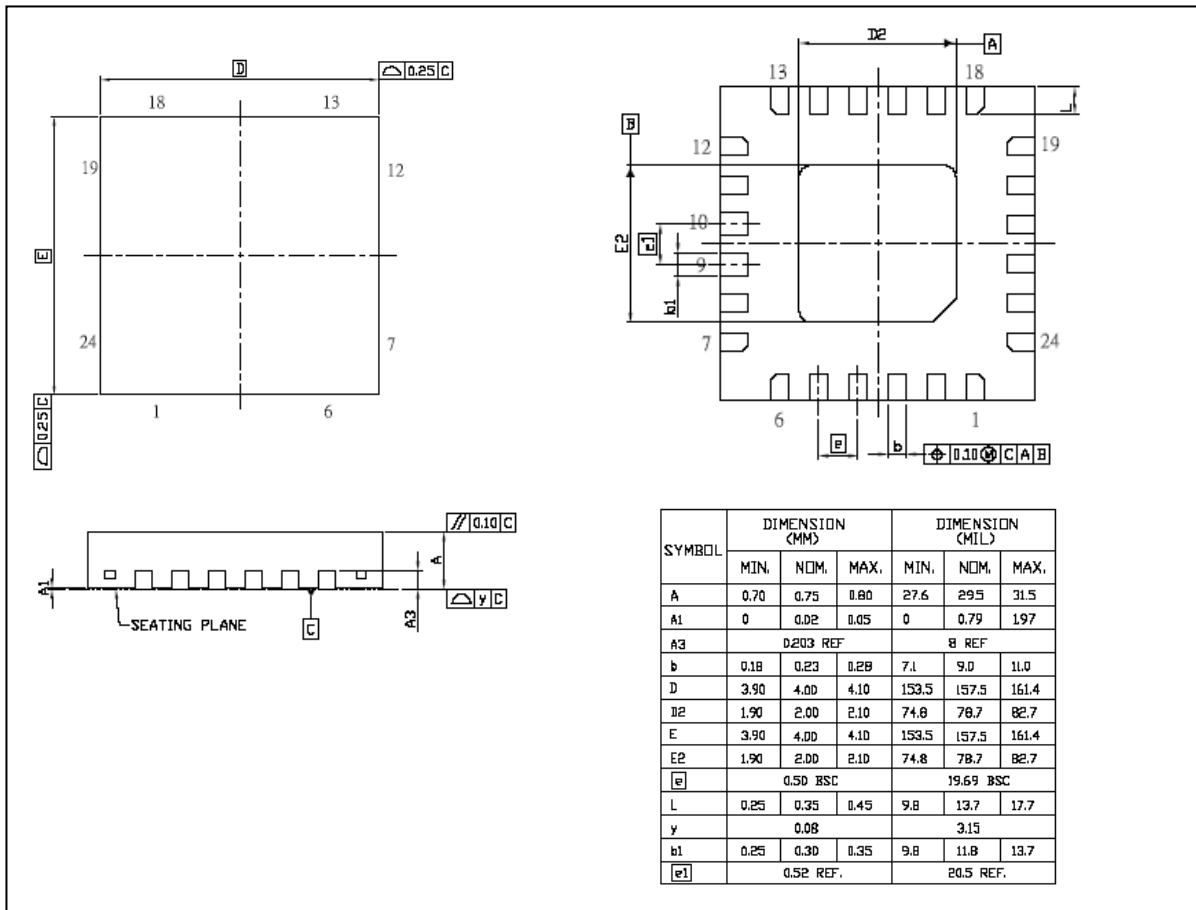 D
⌓ 0.25 C
18 13
19
12
E
24
7
⌓ 0.25 C
1 6
D2
A
13 18
L
B
12
19
10
E2
e1
9
b1
7
24
6 1
e
b
⌖ 0.10 Ⓜ C A B
// 0.10 C
A
A1
⌓ y C
A3
SEATING PLANE
C
SYMBOL DIMENSION (MM) DIMENSION (MIL)
MIN. NOM. MAX. MIN. NOM. MAX.
A 0.70 0.75 0.80 27.6 29.5 31.5
A1 0 0.02 0.05 0 0.79 197
A3 0.203 REF 8 REF
b 0.18 0.23 0.28 7.1 9.0 11.0
D 3.90 4.00 4.10 153.5 157.5 161.4
D2 1.90 2.00 2.10 74.8 78.7 82.7
E 3.90 4.00 4.10 153.5 157.5 161.4
E2 1.90 2.00 2.10 74.8 78.7 82.7
e 0.50 BSC 19.69 BSC
L 0.25 0.35 0.45 9.8 13.7 17.7
y 0.08 3.15
b1 0.25 0.30 0.35 9.8 11.8 13.7
e1 0.52 REF. 20.5 REF.